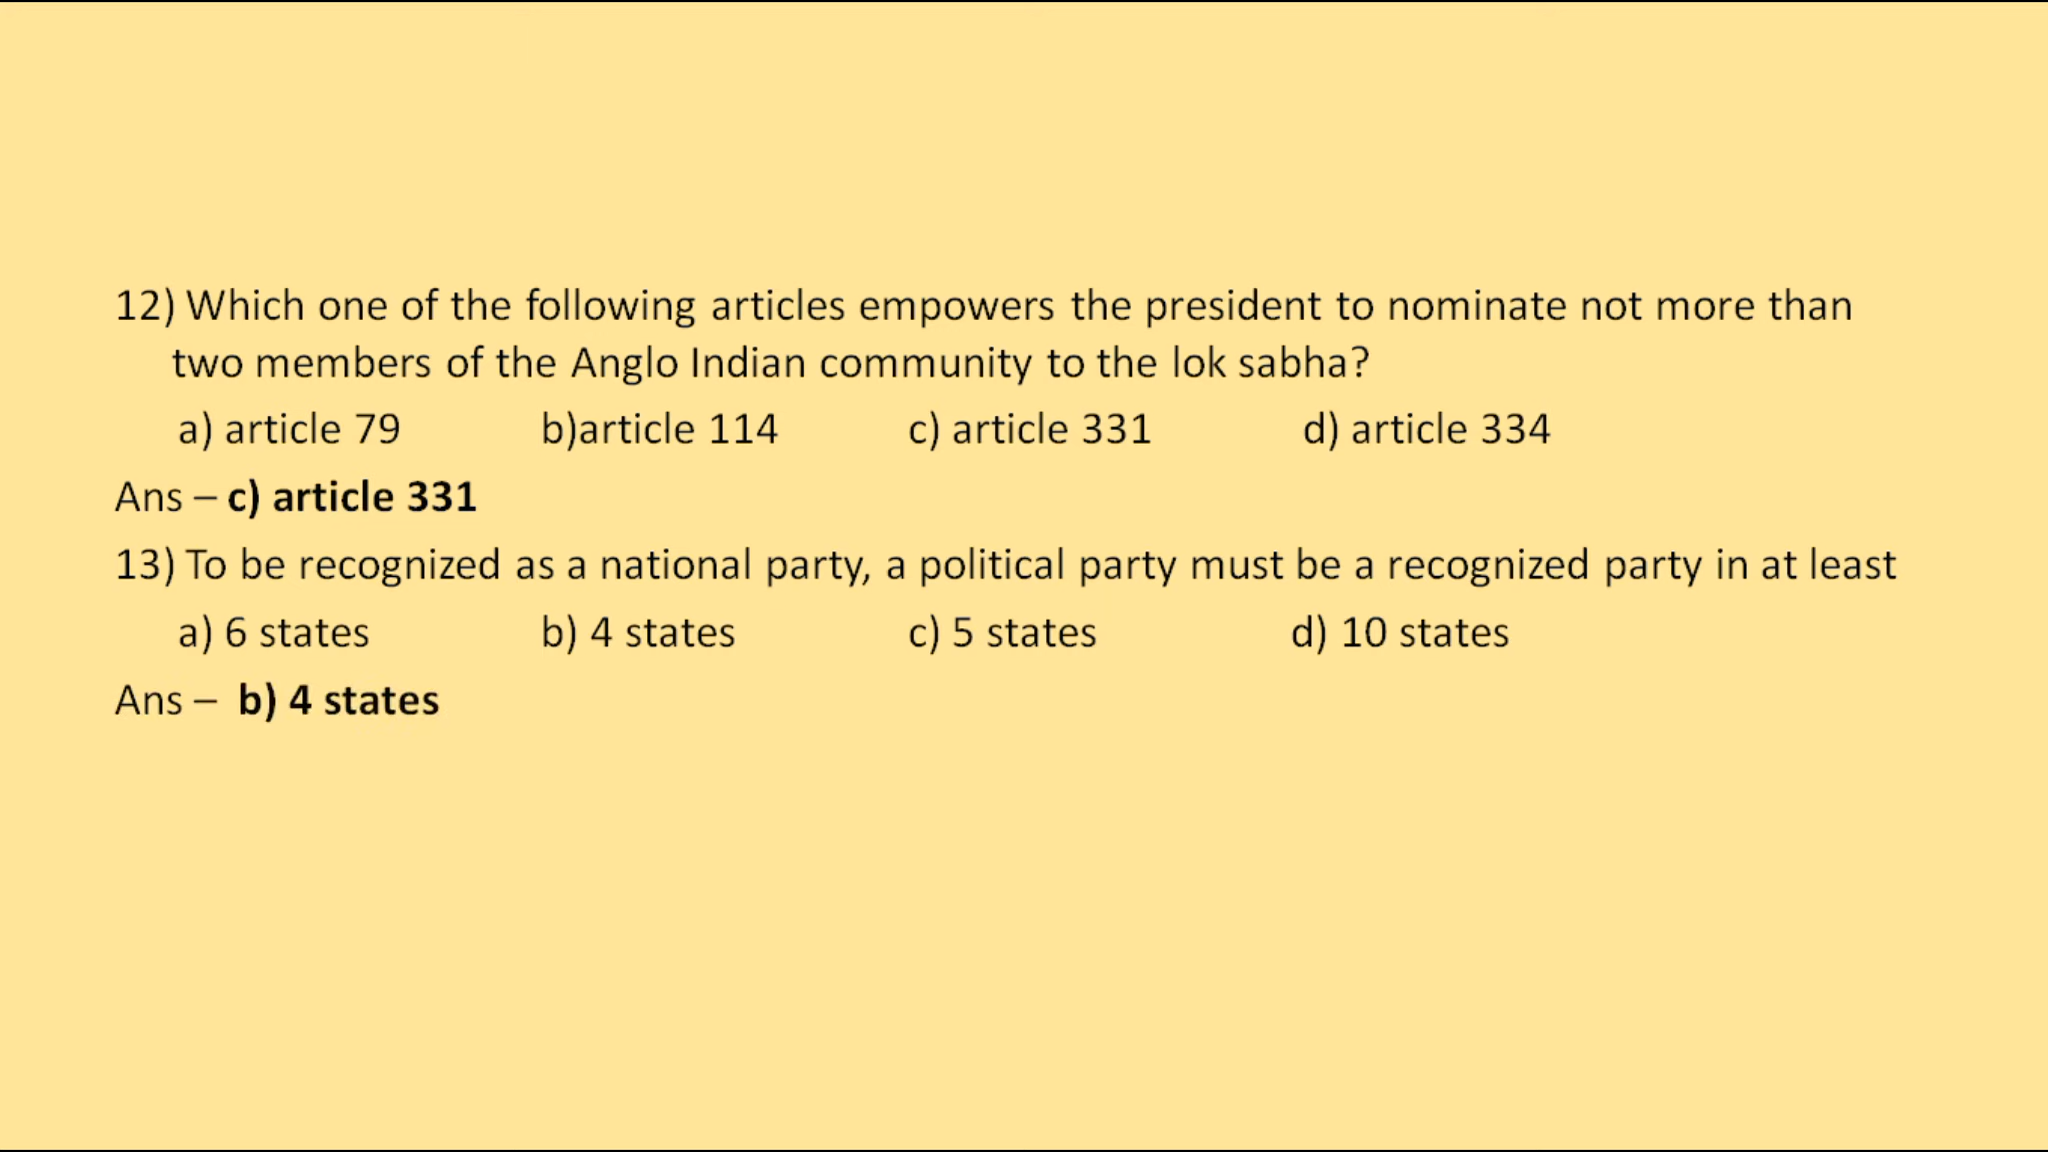 12) Which one of the following articles empowers the president to nominate not more than
two members of the Anglo Indian community to the lok sabha?
a) article 79 b)article 114 c) article 331 d) article 334
Ans – c) article 331
13) To be recognized as a national party, a political party must be a recognized party in at least
a) 6 states b) 4 states c) 5 states d) 10 states
Ans – b) 4 states